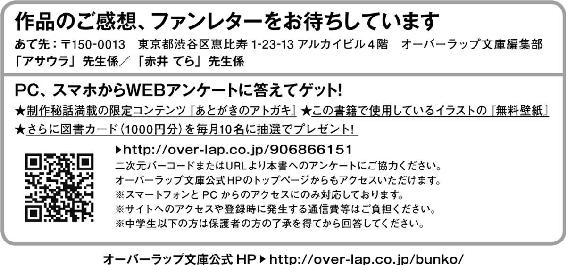 作品のご感想、ファンレターをお待ちしています
あて先：〒150-0013　東京都渋谷区恵比寿1-23-13 アルカイビル4階　オーバーラップ文庫編集部
「アサウラ」先生係／「赤井てら」先生係
PC、スマホからWEBアンケートに答えてゲット！
★制作秘話満載の限定コンテンツ『あとがきのアトガキ』★この書籍で使用しているイラストの『無料壁紙』
★さらに図書カード（1000円分）を毎月10名に抽選でプレゼント！
▶http://over-lap.co.jp/906866151
二次元バーコードまたはURLより本書へのアンケートにご協力ください。
オーバーラップ文庫公式HPのトップページからもアクセスいただけます。
※スマートフォンとPCからのアクセスにのみ対応しております。
※サイトへのアクセスや登録時に発生する通信費等はご負担ください。
※中学生以下の方は保護者の方の了承を得てから回答してください。
オーバーラップ文庫公式HP▶http://over-lap.co.jp/bunko/